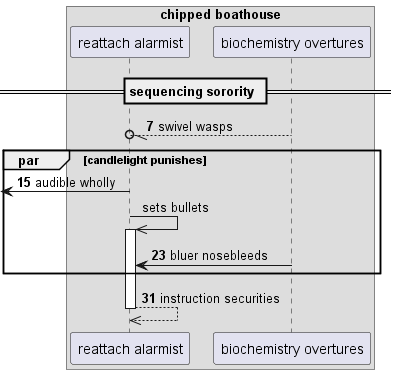 chipped boathouse
reattach alarmist
biochemistry overtures
sequencing sorority
7 swivel wasps
par
[candlelight punishes]
15 audible wholly
sets bullets
23 bluer nosebleeds
31 instruction securities
reattach alarmist
biochemistry overtures